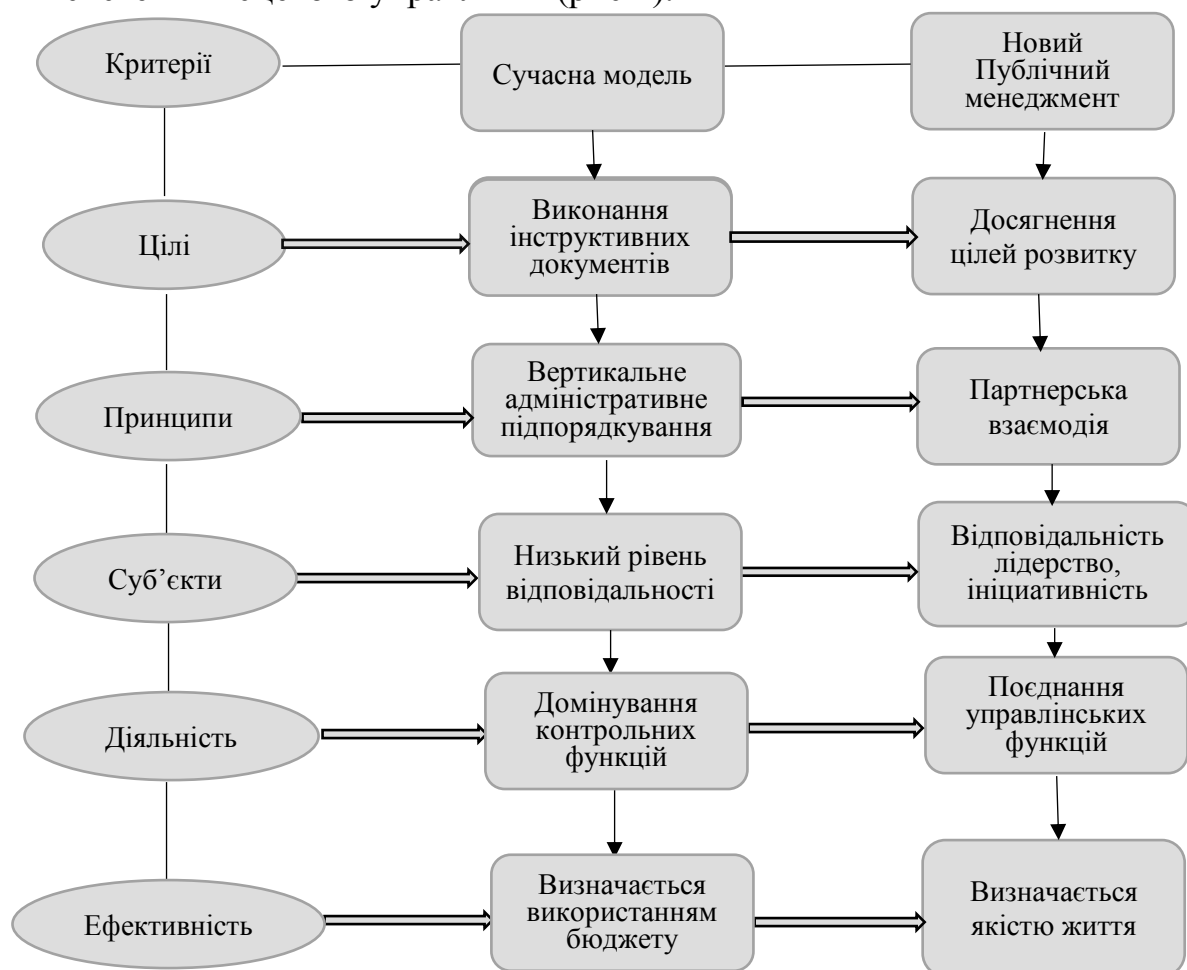 Критерії
Сучасна модель
Новий
Публічний
менеджмент
Цілі
Виконання
інструктивних
документів
Досягнення
цілей розвитку
Принципи
Вертикальне
адміністративне
підпорядкування
Партнерська
взаємодія
Суб’єкти
Низький рівень
відповідальності
Відповідальність
лідерство,
ініциативність
Діяльність
Домінування
контрольних
функцій
Поєднання
управлінських
функцій
Ефективність
Визначається
використанням
бюджету
Визначається
якістю життя